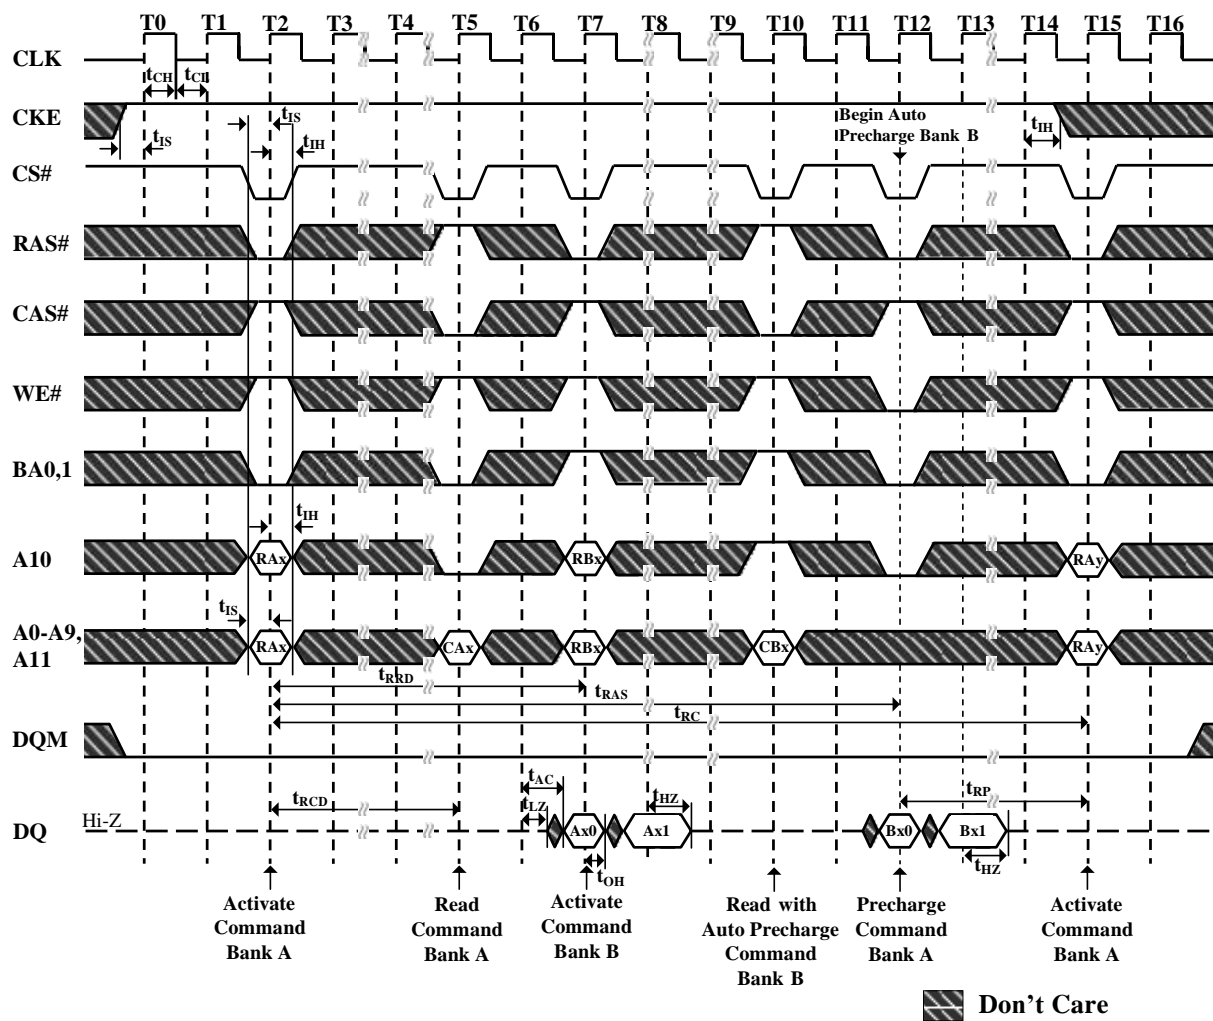 T0 T1 T2 T3 T4 T5 T6 T7 T8 T9 T10 T11 T12 T13 T14 T15 T16
CLK
tCH tCL
CKE
tIS
tIS
tIH
Begin Auto
Precharge Bank B
tIH
CS#
RAS#
CAS#
WE#
BA0,1
tIH
A10
RAx RBx RAy
tIS
A0-A9,
A11
RAx CAx RBx CBx RAy
tRRD
tRAS
tRC
DQM
tAC
tLZ
tHZ
tRP
tRCD
DQ
Hi-Z
Ax0 Ax1 Bx0 Bx1
tOH
tHZ
Activate
Command
Bank A
Read
Command
Bank A
Activate
Command
Bank B
Read with
Auto Precharge
Command
Bank B
Precharge
Command
Bank A
Activate
Command
Bank A
Don't Care